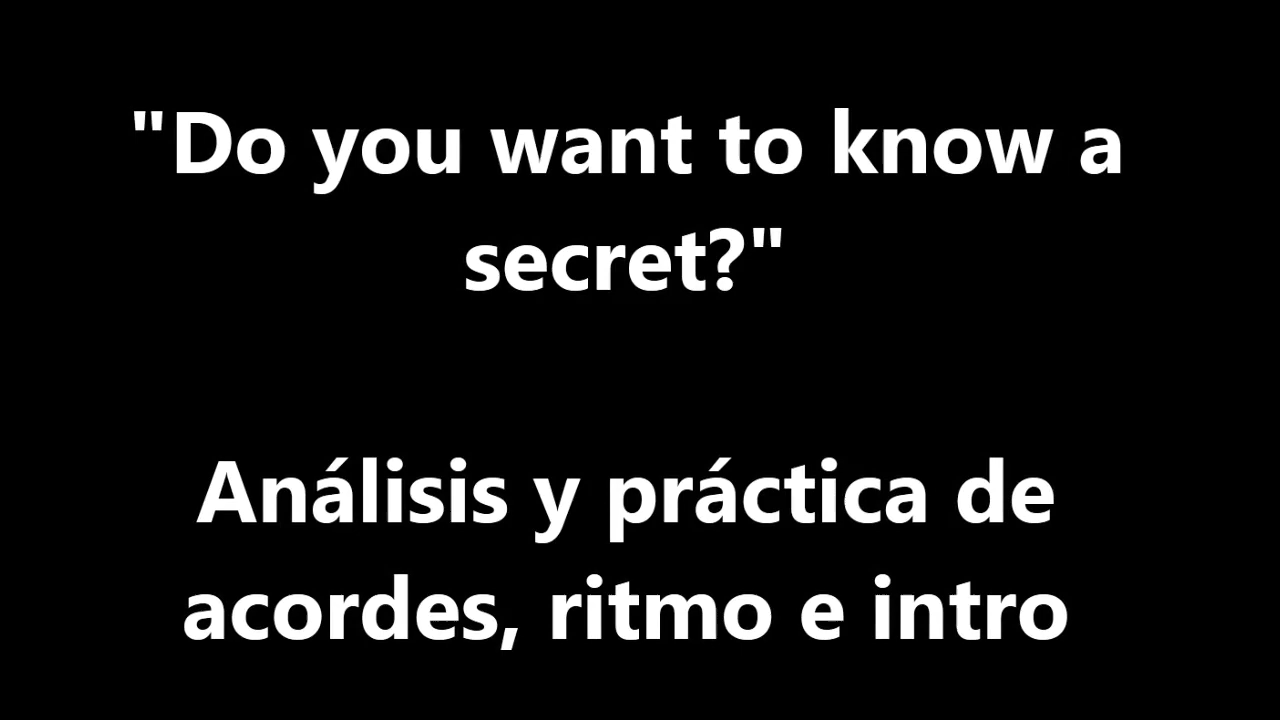 "Do you want to know a
secret?"
Análisis y práctica de
acordes, ritmo e intro